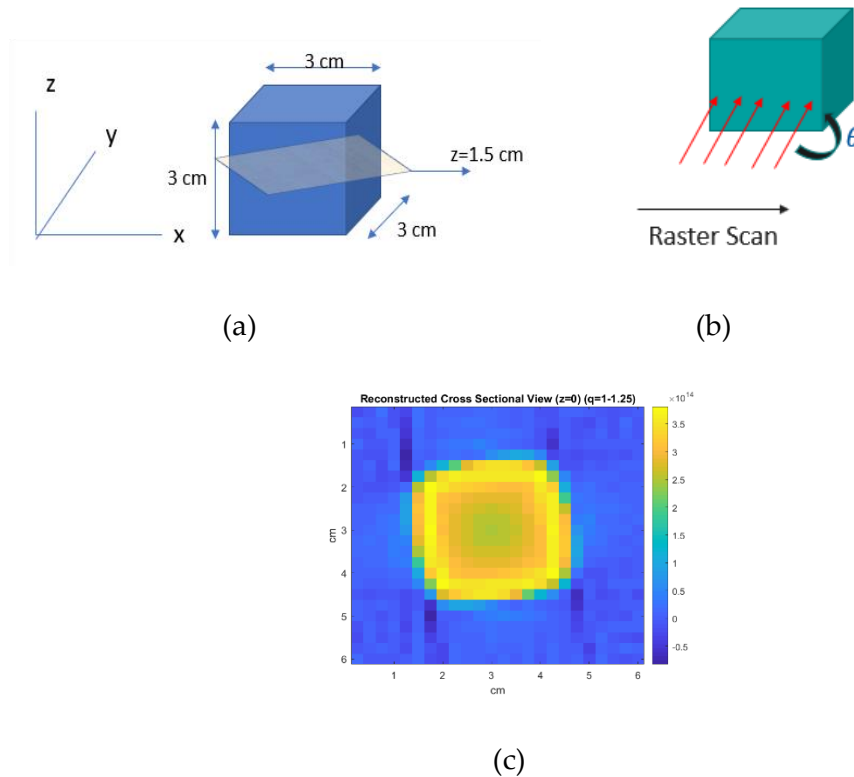 3 cm
z
y
x
3 cm
z=1.5 cm
3 cm
θ
Raster Scan
(a)
(b)
Reconstructed Cross Sectional View (z=0) (q=1-1.25)
×10^14
cm
1
2
3
4
5
6
1 2 3 4 5 6
cm
3.5
3
2.5
2
1.5
1
0.5
0
-0.5
(c)